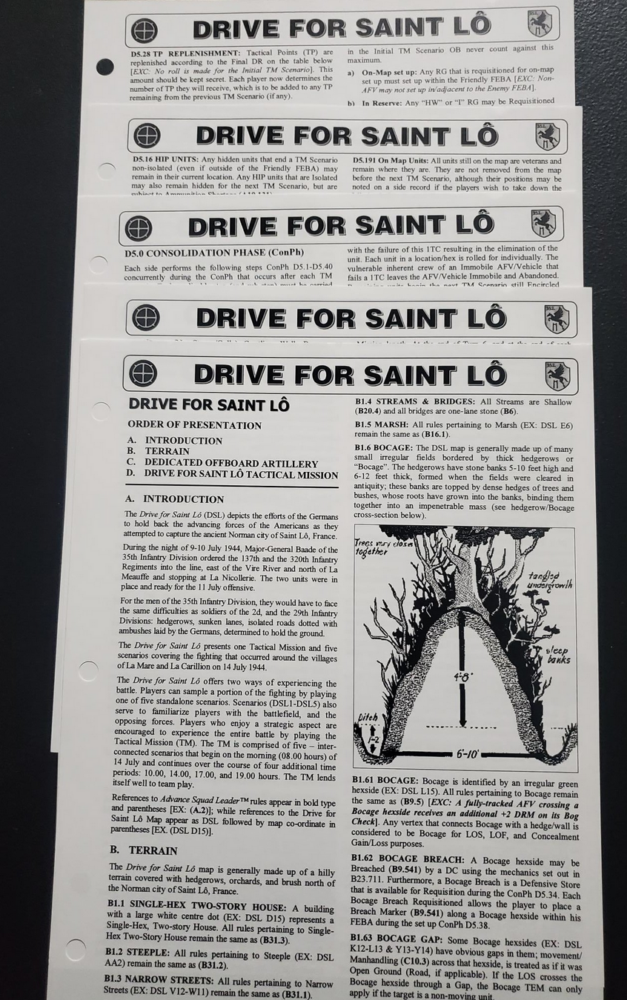 DRIVE FOR SAINT LÔ
D5.28 TP REPLENISHMENT: Tactical Points (TP) are
replenished according to the Final DR on the table below
[EXC: No roll is made for the Initial TM Scenario]. This
amount should be kept secret. Each player now determines the
number of TP they will receive, which is to be added to any TP
remaining from the previous TM Scenario (if any).
in the Initial TM Scenario OB never count against this
maximum.
a) On-Map set up: Any RG that is requisitioned for on-map
set up must set up within the Friendly FEBA [EXC: Non-
AFV may not set up in/adjacent to the Enemy FEBA].
b) In Reserve: Any "HW" or "I" RG may be Requisitioned
DRIVE FOR SAINT LÔ
D5.16 HIP UNITS: Any hidden units that end a TM Scenario
non-isolated (even if outside of the Friendly FEBA) may
remain in their current location. Any HIP units that are Isolated
may also remain hidden for the next TM Scenario, but are
D5.191 On Map Units: All units still on the map are veterans and
remain where they are. They are not removed from the map
before the next TM Scenario, although their positions may be
noted on a side record if the players wish to take down the
DRIVE FOR SAINT LÔ
D5.0 CONSOLIDATION PHASE (ConPh)
Each side performs the following steps ConPh D5.1-D5.40
concurrently during the ConPh that occurs after each TM
with the failure of this 1TC resulting in the elimination of the
unit. Each unit in a location/hex is rolled for individually. The
vulnerable inherent crew of an Immobile AFV/Vehicle that
fails a 1TC leaves the AFV/Vehicle Immobile and Abandoned.
DRIVE FOR SAINT LÔ
DRIVE FOR SAINT LÔ
DRIVE FOR SAINT LÔ
ORDER OF PRESENTATION
A. INTRODUCTION
B. TERRAIN
C. DEDICATED OFFBOARD ARTILLERY
D. DRIVE FOR SAINT LÔ TACTICAL MISSION
A. INTRODUCTION
The Drive for Saint Lô (DSL) depicts the efforts of the Germans
to hold back the advancing forces of the Americans as they
attempted to capture the ancient Norman city of Saint Lô, France.
During the night of 9-10 July 1944, Major-General Baade of the
35th Infantry Division ordered the 137th and the 320th Infantry
Regiments into the line, east of the Vire River and north of La
Meauffe and stopping at La Nicollerie. The two units were in
place and ready for the 11 July offensive.
For the men of the 35th Infantry Division, they would have to face
the same difficulties as soldiers of the 2d, and the 29th Infantry
Divisions: hedgerows, sunken lanes, isolated roads dotted with
ambushes laid by the Germans, determined to hold the ground.
The Drive for Saint Lô presents one Tactical Mission and five
scenarios covering the fighting that occurred around the villages
of La Mare and La Carillion on 14 July 1944.
The Drive for Saint Lô offers two ways of experiencing the
battle. Players can sample a portion of the fighting by playing
one of five standalone scenarios. Scenarios (DSL1-DSL5) also
serve to familiarize players with the battlefield, and the
opposing forces. Players who enjoy a strategic aspect are
encouraged to experience the entire battle by playing the
Tactical Mission (TM). The TM is comprised of five – inter-
connected scenarios that begin on the morning (08.00 hours) of
14 July and continues over the course of four additional time
periods: 10.00, 14.00, 17.00, and 19.00 hours. The TM lends
itself well to team play.
References to Advance Squad Leader™ rules appear in bold type
and parentheses [EX: (A.2)]; while references to the Drive for
Saint Lô Map appear as DSL followed by map co-ordinate in
parentheses [EX. (DSL D15)].
B. TERRAIN
The Drive for Saint Lô map is generally made up of a hilly
terrain covered with hedgerows, orchards, and brush north of
the Norman city of Saint Lô, France.
B1.1 SINGLE-HEX TWO-STORY HOUSE: A building
with a large white centre dot (EX: DSL D15) represents a
Single-Hex, Two-story House. All rules pertaining to Single-
Hex Two-Story House remain the same as (B31.3).
B1.2 STEEPLE: All rules pertaining to Steeple (EX: DSL
AA2) remain the same as (B31.2).
B1.3 NARROW STREETS: All rules pertaining to Narrow
Streets (EX: DSL V12-W11) remain the same as (B31.1).
B1.4 STREAMS & BRIDGES: All Streams are Shallow
(B20.4) and all bridges are one-lane stone (B6).
B1.5 MARSH: All rules pertaining to Marsh (EX: DSL E6)
remain the same as (B16.1).
B1.6 BOCAGE: The DSL map is generally made up of many
small irregular fields bordered by thick hedgerows or
"Bocage". The hedgerows have stone banks 5-10 feet high and
6-12 feet thick, formed when the fields were cleared in
antiquity; these banks are topped by dense hedges of trees and
bushes, whose roots have grown into the banks, binding them
together into an impenetrable mass (see hedgerow/Bocage
cross-section below).
Trees very close
together
tangled
undergrowth
steep
banks
4-8'
Ditch
1-2
6'-10'
B1.61 BOCAGE: Bocage is identified by an irregular green
hexside (EX: DSL L15). All rules pertaining to Bocage remain
the same as (B9.5) [EXC: A fully-tracked AFV crossing a
Bocage hexside receives an additional +2 DRM on its Bog
Check]. Any vertex that connects Bocage with a hedge/wall is
considered to be Bocage for LOS, LOF, and Concealment
Gain/Loss purposes.
B1.62 BOCAGE BREACH: A Bocage hexside may be
Breached (B9.541) by a DC using the mechanics set out in
B23.711. Furthermore, a Bocage Breach is a Defensive Store
that is available for Requisition during the ConPh D5.34. Each
Bocage Breach Requisitioned allows the player to place a
Breach Marker (B9.541) along a Bocage hexside within his
FEBA during the set up ConPh D5.38.
B1.63 BOCAGE GAP: Some Bocage hexsides (EX: DSL
K12-L13 & Y13-Y14) have obvious gaps in them; movement/
Manhandling (C10.3) across that hexside, is treated as if it was
Open Ground (Road, if applicable). If the LOS crosses the
Bocage hexside through a Gap, the Bocage TEM can only
apply if the target is a non-moving unit.